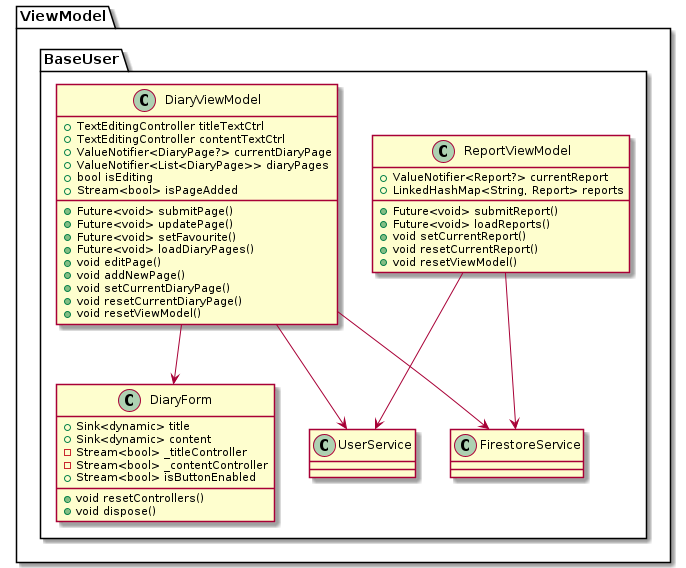 ViewModel
BaseUser
C DiaryViewModel
TextEditingController titleTextCtrl
TextEditingController contentTextCtrl
ValueNotifier<DiaryPage?> currentDiaryPage
ValueNotifier<List<DiaryPage>> diaryPages
bool isEditing
Stream<bool> isPageAdded
Future<void> submitPage()
Future<void> updatePage()
Future<void> setFavourite()
Future<void> loadDiaryPages()
void editPage()
void addNewPage()
void setCurrentDiaryPage()
void resetCurrentDiaryPage()
void resetViewModel()
C ReportViewModel
ValueNotifier<Report?> currentReport
LinkedHashMap<String, Report> reports
Future<void> submitReport()
Future<void> loadReports()
void setCurrentReport()
void resetCurrentReport()
void resetViewModel()
C DiaryForm
Sink<dynamic> title
Sink<dynamic> content
Stream<bool> _titleController
Stream<bool> _contentController
Stream<bool> isButtonEnabled
void resetControllers()
void dispose()
C UserService
C FirestoreService